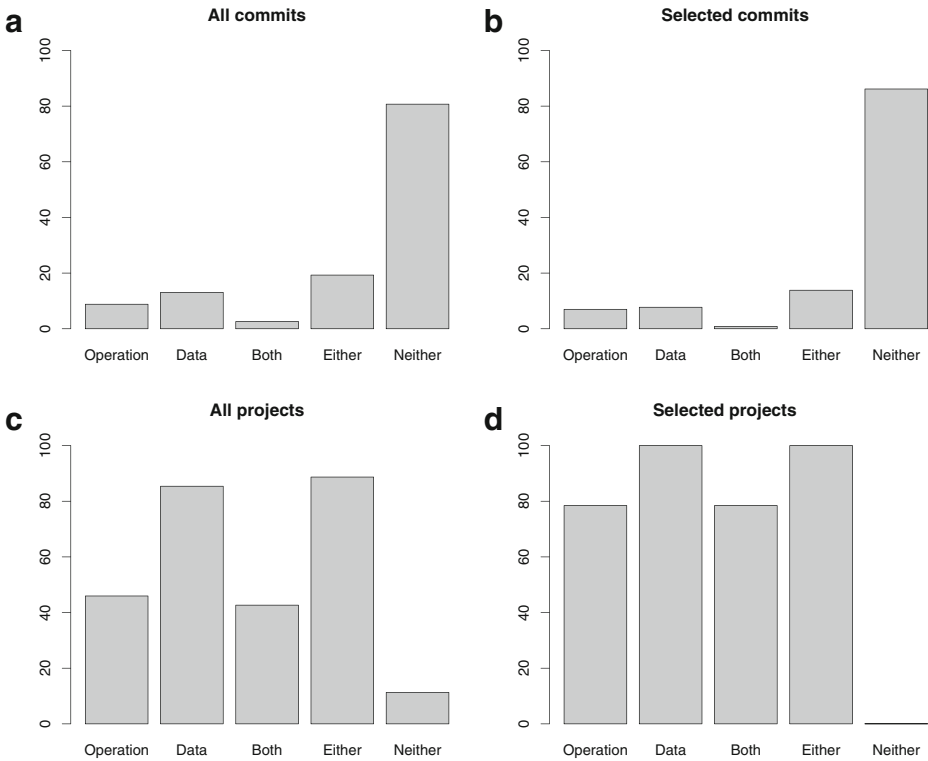 a
All commits
100
80
60
40
20
0
Operation Data Both Either Neither
b
Selected commits
100
80
60
40
20
0
Operation Data Both Either Neither
c
All projects
100
80
60
40
20
0
Operation Data Both Either Neither
d
Selected projects
100
80
60
40
20
0
Operation Data Both Either Neither